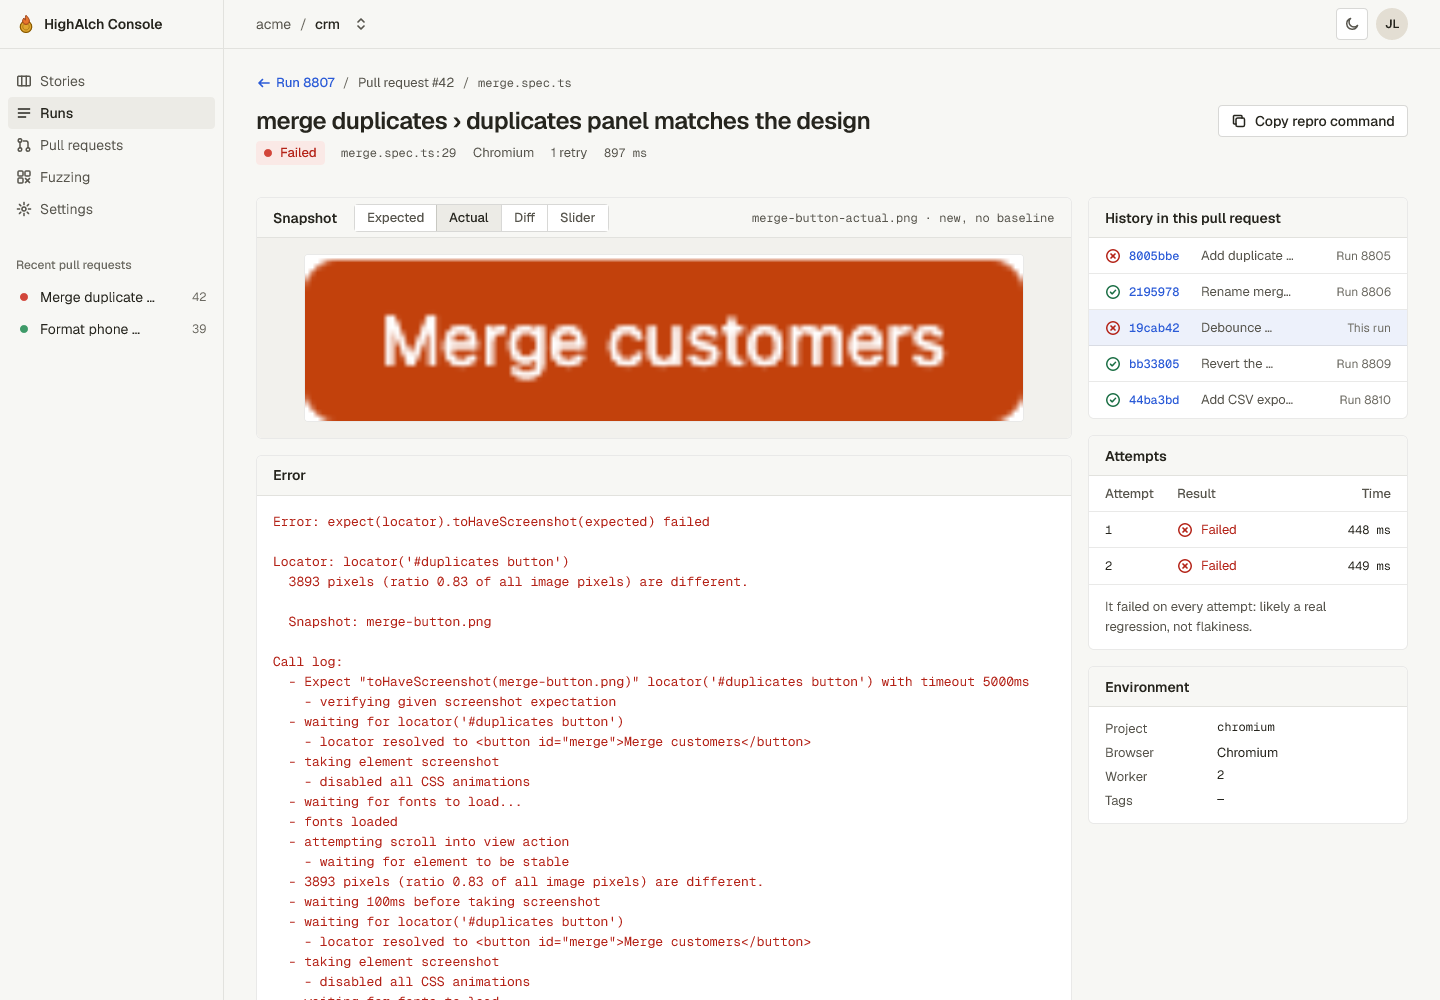 HighAlch Console
acme / crm
JL
Stories
Runs
Pull requests
Fuzzing
Settings
Recent pull requests
Merge duplicate ... 42
Format phone ... 39
← Run 8807 / Pull request #42 / merge.spec.ts
merge duplicates › duplicates panel matches the design
Copy repro command
Failed merge.spec.ts:29 Chromium 1 retry 897 ms
Snapshot Expected Actual Diff Slider merge-button-actual.png · new, no baseline
Merge customers
Error
Error: expect(locator).toHaveScreenshot(expected) failed
Locator: locator('#duplicates button')
3893 pixels (ratio 0.83 of all image pixels) are different.
Snapshot: merge-button.png
Call log:
- Expect "toHaveScreenshot(merge-button.png)" locator('#duplicates button') with timeout 5000ms
- verifying given screenshot expectation
- waiting for locator('#duplicates button')
- locator resolved to <button id="merge">Merge customers</button>
- taking element screenshot
- disabled all CSS animations
- waiting for fonts to load...
- fonts loaded
- attempting scroll into view action
- waiting for element to be stable
- 3893 pixels (ratio 0.83 of all image pixels) are different.
- waiting 100ms before taking screenshot
- waiting for locator('#duplicates button')
- locator resolved to <button id="merge">Merge customers</button>
- taking element screenshot
- disabled all CSS animations
- waiting for fonts to load
History in this pull request
8005bbe Add duplicate ... Run 8805
2195978 Rename merg... Run 8806
19cab42 Debounce ... This run
bb33805 Revert the ... Run 8809
44ba3bd Add CSV expo... Run 8810
Attempts
Attempt Result Time
1 Failed 448 ms
2 Failed 449 ms
It failed on every attempt: likely a real
regression, not flakiness.
Environment
Project chromium
Browser Chromium
Worker 2
Tags –